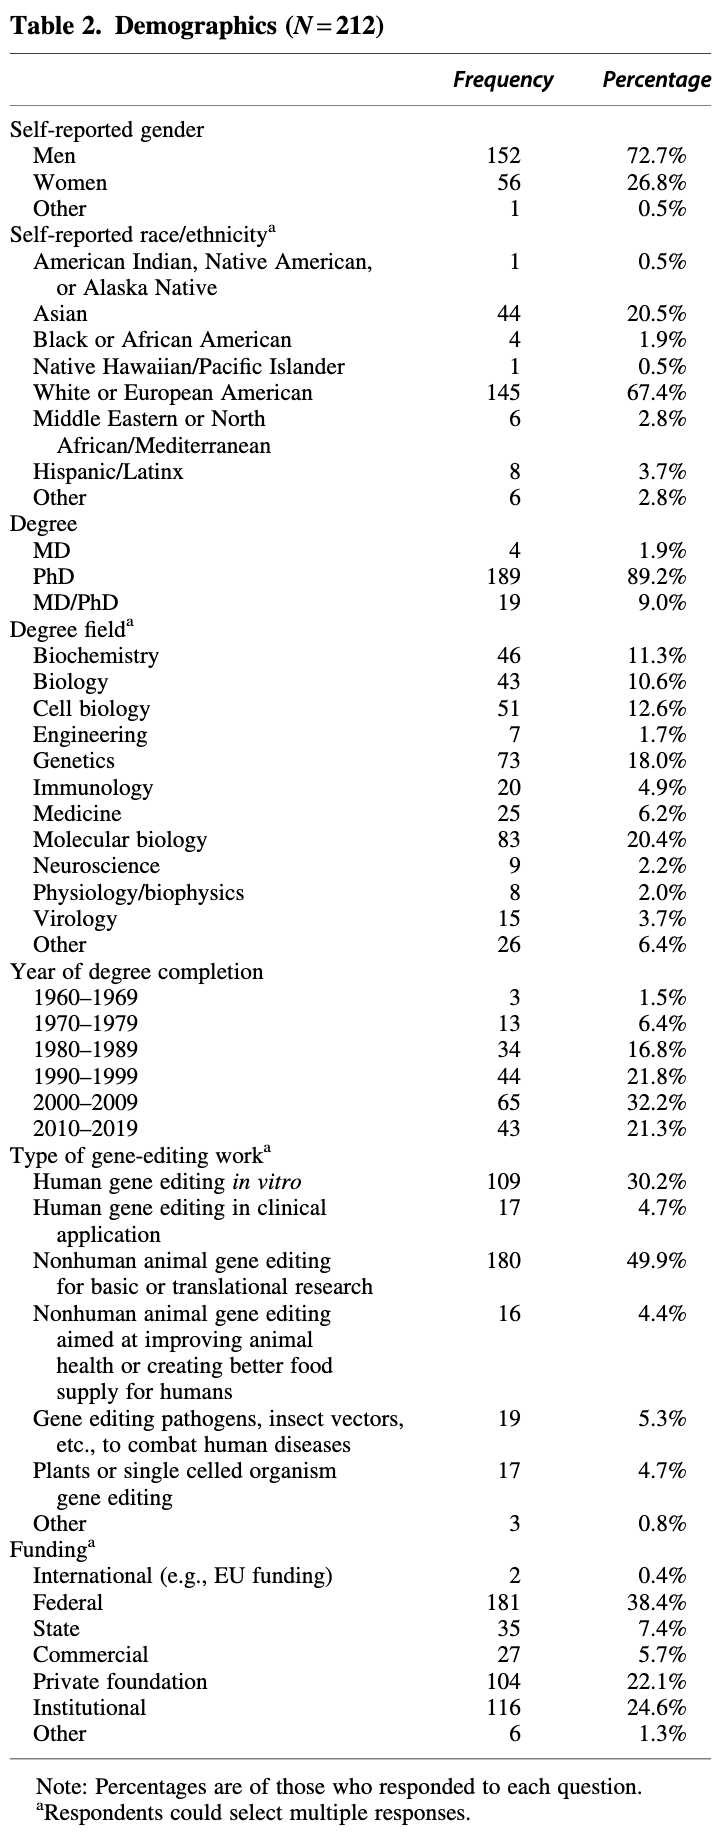 Table 2. Demographics (N=212)
Frequency Percentage
Self-reported gender
Men 152 72.7%
Women 56 26.8%
Other 1 0.5%
Self-reported race/ethnicityᵃ
American Indian, Native American, 1 0.5%
or Alaska Native
Asian 44 20.5%
Black or African American 4 1.9%
Native Hawaiian/Pacific Islander 1 0.5%
White or European American 145 67.4%
Middle Eastern or North 6 2.8%
African/Mediterranean
Hispanic/Latinx 8 3.7%
Other 6 2.8%
Degree
MD 4 1.9%
PhD 189 89.2%
MD/PhD 19 9.0%
Degree fieldᵃ
Biochemistry 46 11.3%
Biology 43 10.6%
Cell biology 51 12.6%
Engineering 7 1.7%
Genetics 73 18.0%
Immunology 20 4.9%
Medicine 25 6.2%
Molecular biology 83 20.4%
Neuroscience 9 2.2%
Physiology/biophysics 8 2.0%
Virology 15 3.7%
Other 26 6.4%
Year of degree completion
1960–1969 3 1.5%
1970–1979 13 6.4%
1980–1989 34 16.8%
1990–1999 44 21.8%
2000–2009 65 32.2%
2010–2019 43 21.3%
Type of gene-editing workᵃ
Human gene editing in vitro 109 30.2%
Human gene editing in clinical 17 4.7%
application
Nonhuman animal gene editing 180 49.9%
for basic or translational research
Nonhuman animal gene editing 16 4.4%
aimed at improving animal
health or creating better food
supply for humans
Gene editing pathogens, insect vectors, 19 5.3%
etc., to combat human diseases
Plants or single celled organism 17 4.7%
gene editing
Other 3 0.8%
Fundingᵃ
International (e.g., EU funding) 2 0.4%
Federal 181 38.4%
State 35 7.4%
Commercial 27 5.7%
Private foundation 104 22.1%
Institutional 116 24.6%
Other 6 1.3%
Note: Percentages are of those who responded to each question.
ᵃRespondents could select multiple responses.